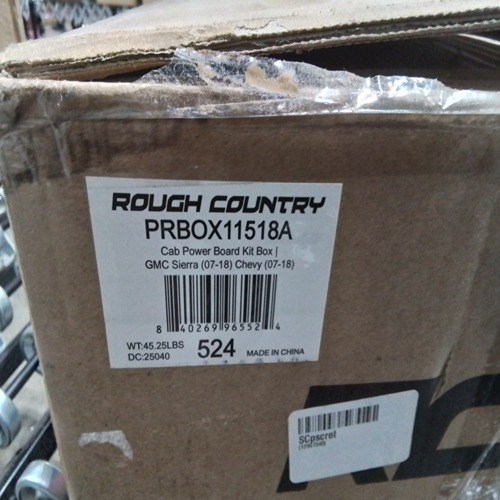 ROUGH COUNTRY
PRBOX11518A
Cab Power Board Kit Box |
GMC Sierra (07-18) Chevy (07-18)
8 40269 96552 4
WT:45.25LBS
DC:25040
524
MADE IN CHINA
SCpscret